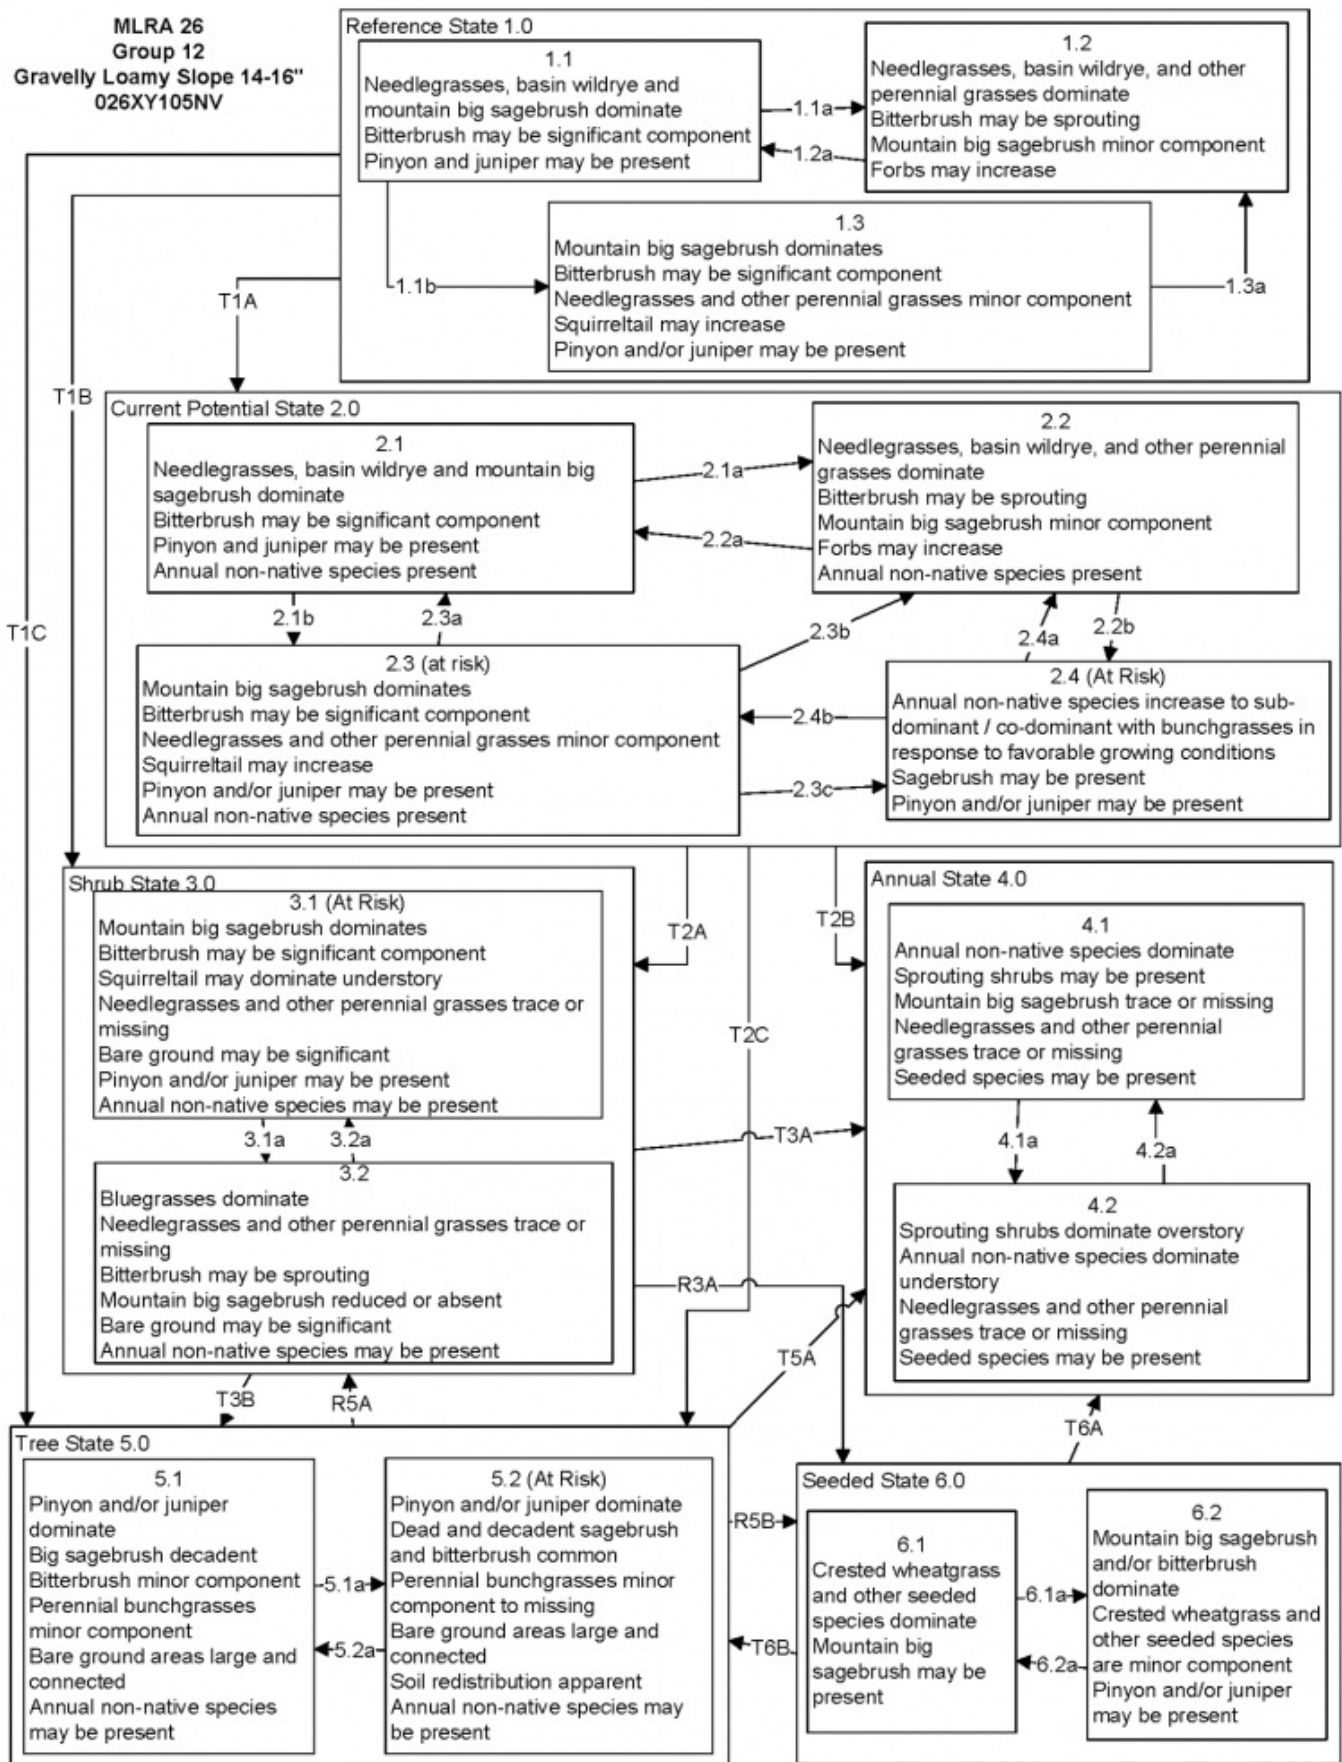 MLRA 26
Group 12
Gravelly Loamy Slope 14-16"
026XY105NV
Reference State 1.0
1.1
Needlegrasses, basin wildrye and
mountain big sagebrush dominate
Bitterbrush may be significant component
Pinyon and juniper may be present
1.1a
1.2a
1.2
Needlegrasses, basin wildrye, and other
perennial grasses dominate
Bitterbrush may be sprouting
Mountain big sagebrush minor component
Forbs may increase
1.1b
1.3
Mountain big sagebrush dominates
Bitterbrush may be significant component
Needlegrasses and other perennial grasses minor component
Squirreltail may increase
Pinyon and/or juniper may be present
1.3a
T1A
T1B
T1C
Current Potential State 2.0
2.1
Needlegrasses, basin wildrye and mountain big
sagebrush dominate
Bitterbrush may be significant component
Pinyon and juniper may be present
Annual non-native species present
2.1a
2.2a
2.2
Needlegrasses, basin wildrye, and other perennial
grasses dominate
Bitterbrush may be sprouting
Mountain big sagebrush minor component
Forbs may increase
Annual non-native species present
2.1b
2.3a
2.3b
2.4a
2.2b
2.3 (at risk)
Mountain big sagebrush dominates
Bitterbrush may be significant component
Needlegrasses and other perennial grasses minor component
Squirreltail may increase
Pinyon and/or juniper may be present
Annual non-native species present
2.4b
2.3c
2.4 (At Risk)
Annual non-native species increase to sub-
dominant / co-dominant with bunchgrasses in
response to favorable growing conditions
Sagebrush may be present
Pinyon and/or juniper may be present
T2A
T2B
T2C
Shrub State 3.0
3.1 (At Risk)
Mountain big sagebrush dominates
Bitterbrush may be significant component
Squirreltail may dominate understory
Needlegrasses and other perennial grasses trace or
missing
Bare ground may be significant
Pinyon and/or juniper may be present
Annual non-native species may be present
3.1a
3.2a
3.2
Bluegrasses dominate
Needlegrasses and other perennial grasses trace or
missing
Bitterbrush may be sprouting
Mountain big sagebrush reduced or absent
Bare ground may be significant
Annual non-native species may be present
T3A
R3A
Annual State 4.0
4.1
Annual non-native species dominate
Sprouting shrubs may be present
Mountain big sagebrush trace or missing
Needlegrasses and other perennial
grasses trace or missing
Seeded species may be present
4.1a
4.2a
4.2
Sprouting shrubs dominate overstory
Annual non-native species dominate
understory
Needlegrasses and other perennial
grasses trace or missing
Seeded species may be present
T3B
R5A
T5A
T6A
Tree State 5.0
5.1
Pinyon and/or juniper
dominate
Big sagebrush decadent
Bitterbrush minor component
Perennial bunchgrasses
minor component
Bare ground areas large and
connected
Annual non-native species
may be present
5.1a
5.2a
5.2 (At Risk)
Pinyon and/or juniper dominate
Dead and decadent sagebrush
and bitterbrush common
Perennial bunchgrasses minor
component to missing
Bare ground areas large and
connected
Soil redistribution apparent
Annual non-native species may
be present
R5B
T6B
Seeded State 6.0
6.1
Crested wheatgrass
and other seeded
species dominate
Mountain big
sagebrush may be
present
6.1a
6.2a
6.2
Mountain big sagebrush
and/or bitterbrush
dominate
Crested wheatgrass and
other seeded species
are minor component
Pinyon and/or juniper
may be present